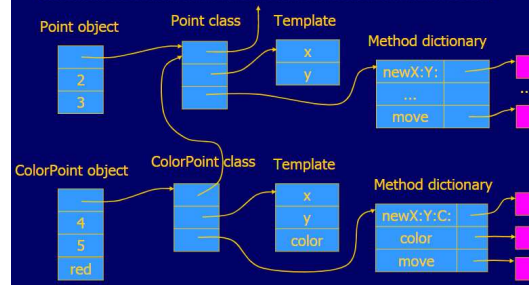 Point object
Point class
Template
Method dictionary
2
3
x
y
newX:Y:
...
move
...
ColorPoint object
ColorPoint class
Template
Method dictionary
4
5
red
x
y
color
newX:Y:C:
color
move